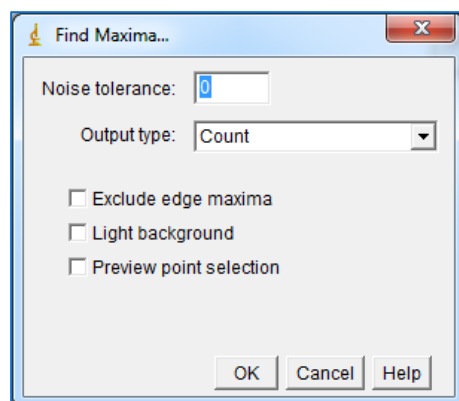 Find Maxima...
Noise tolerance: 0
Output type: Count
Exclude edge maxima
Light background
Preview point selection
OK Cancel Help